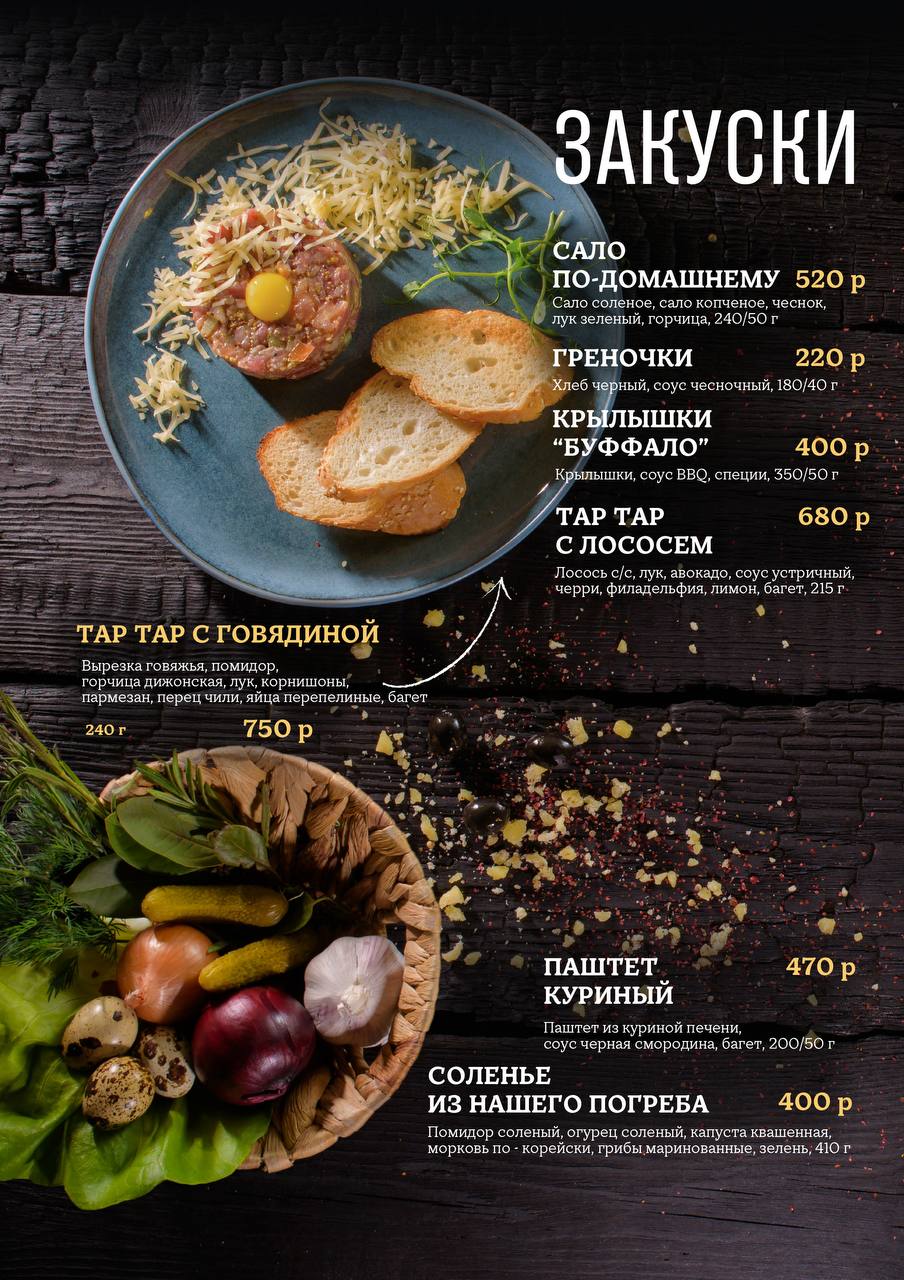 ЗАКУСКИ
САЛО
ПО-ДОМАШНЕМУ 520 р
Сало соленое, сало копченое, чеснок,
лук зеленый, горчица, 240/50 г
ГРЕНОЧКИ 220 р
Хлеб черный, соус чесночный, 180/40 г
КРЫЛЫШКИ
“БУФФАЛО” 400 р
Крылышки, соус BBQ, специи, 350/50 г
ТАР ТАР 680 р
С ЛОСОСЕМ
Лосось с/с, лук, авокадо, соус устричный,
черри, филадельфия, лимон, багет, 215 г
ТАР ТАР С ГОВЯДИНОЙ
Вырезка говяжья, помидор,
горчица дижонская, лук, корнишоны,
пармезан, перец чили, яйца перепелиные, багет
240 г 750 р
ПАШТЕТ 470 р
КУРИНЫЙ
Паштет из куриной печени,
соус черная смородина, багет, 200/50 г
СОЛЕНЬЕ
ИЗ НАШЕГО ПОГРЕБА 400 р
Помидор соленый, огурец соленый, капуста квашенная,
морковь по - корейски, грибы маринованные, зелень, 410 г